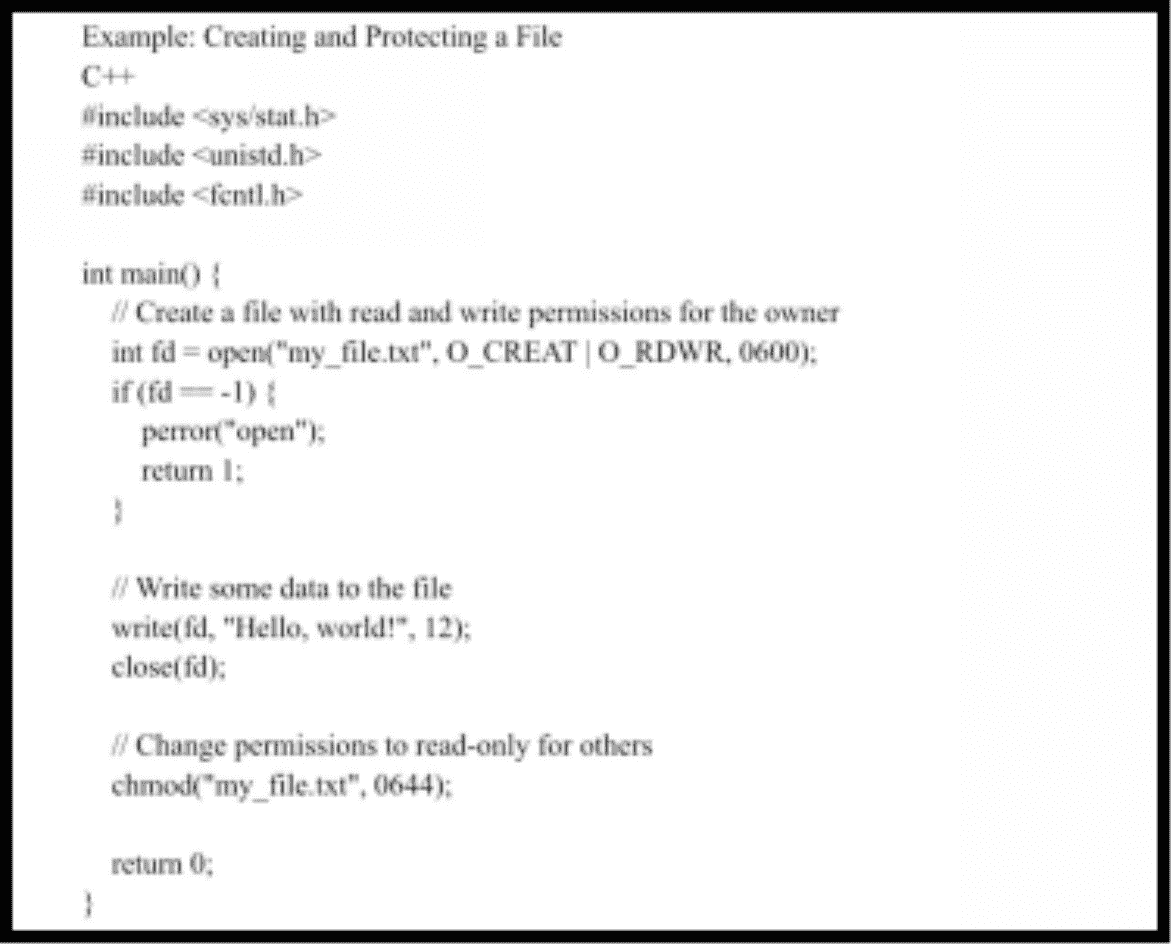 Example: Creating and Protecting a File
C++
#include <sys/stat.h>
#include <unistd.h>
#include <fcntl.h>
int main() {
// Create a file with read and write permissions for the owner
int fd = open("my_file.txt", O_CREAT | O_RDWR, 0600);
if (fd == -1) {
perror("open");
return 1;
}
// Write some data to the file
write(fd, "Hello, world!", 12);
close(fd);
// Change permissions to read-only for others
chmod("my_file.txt", 0644);
return 0;
}